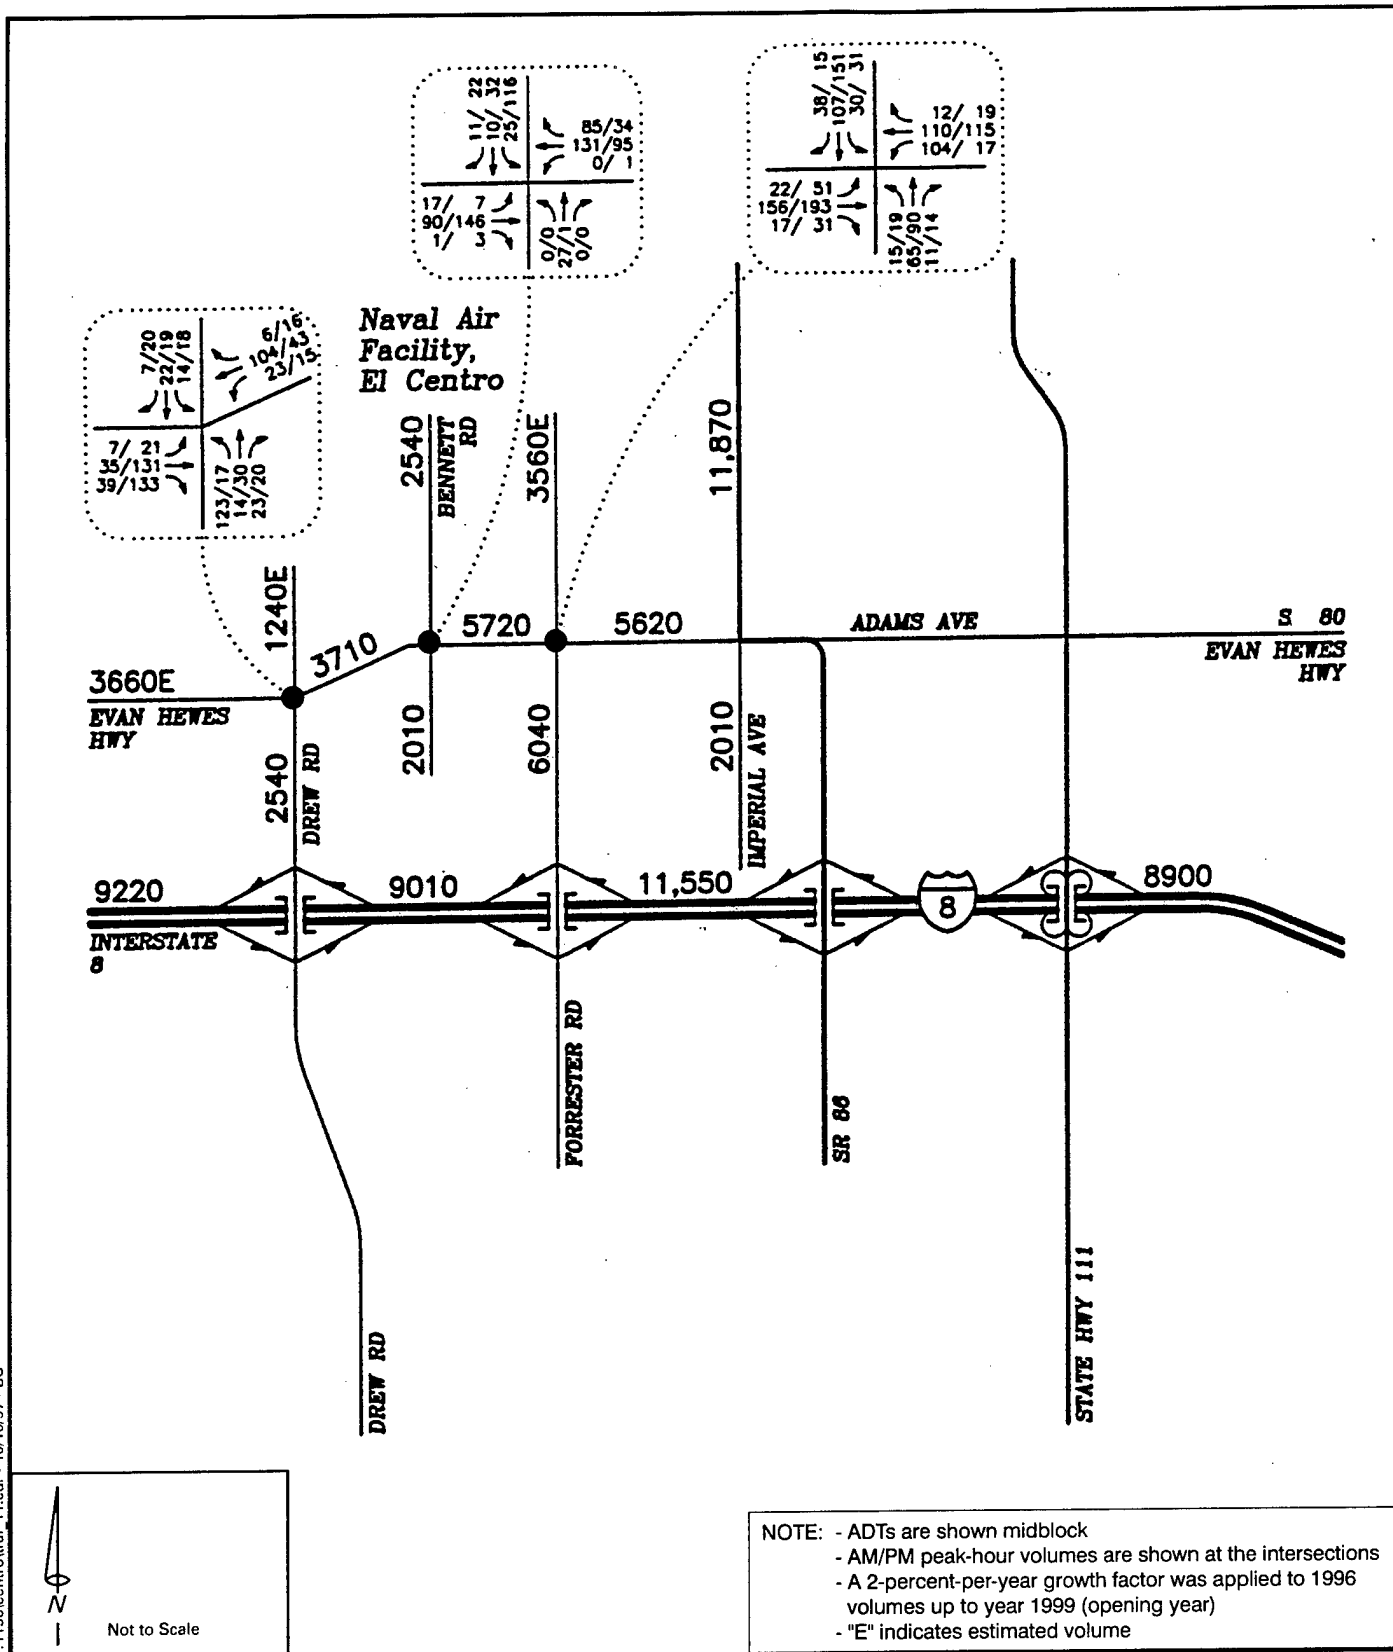 11/ 22
10/ 32
25/116
85/34
131/95
0/ 1
17/ 7
90/146
1/ 3
0/0
27/1
0/0
38/ 15
107/151
30/ 31
12/ 19
110/115
104/ 17
22/ 51
156/193
17/ 31
15/19
65/90
11/14
7/20
22/19
14/18
6/16
104/43
23/15
7/ 21
35/131
39/133
123/17
14/30
23/20
Naval Air
Facility,
El Centro
2540
BENNETT
RD
3560E
11,870
1240E
3710
5720
5620
ADAMS AVE
S 80
EVAN HEWES
HWY
3660E
EVAN HEWES
HWY
2540
DREW RD
2010
6040
2010
IMPERIAL AVE
9220
9010
11,550
8
8900
INTERSTATE
8
FORRESTER RD
SR 86
STATE HWY 111
DREW RD
N
Not to Scale
NOTE: - ADTs are shown midblock
- AM/PM peak-hour volumes are shown at the intersections
- A 2-percent-per-year growth factor was applied to 1996
volumes up to year 1999 (opening year)
- "E" indicates estimated volume